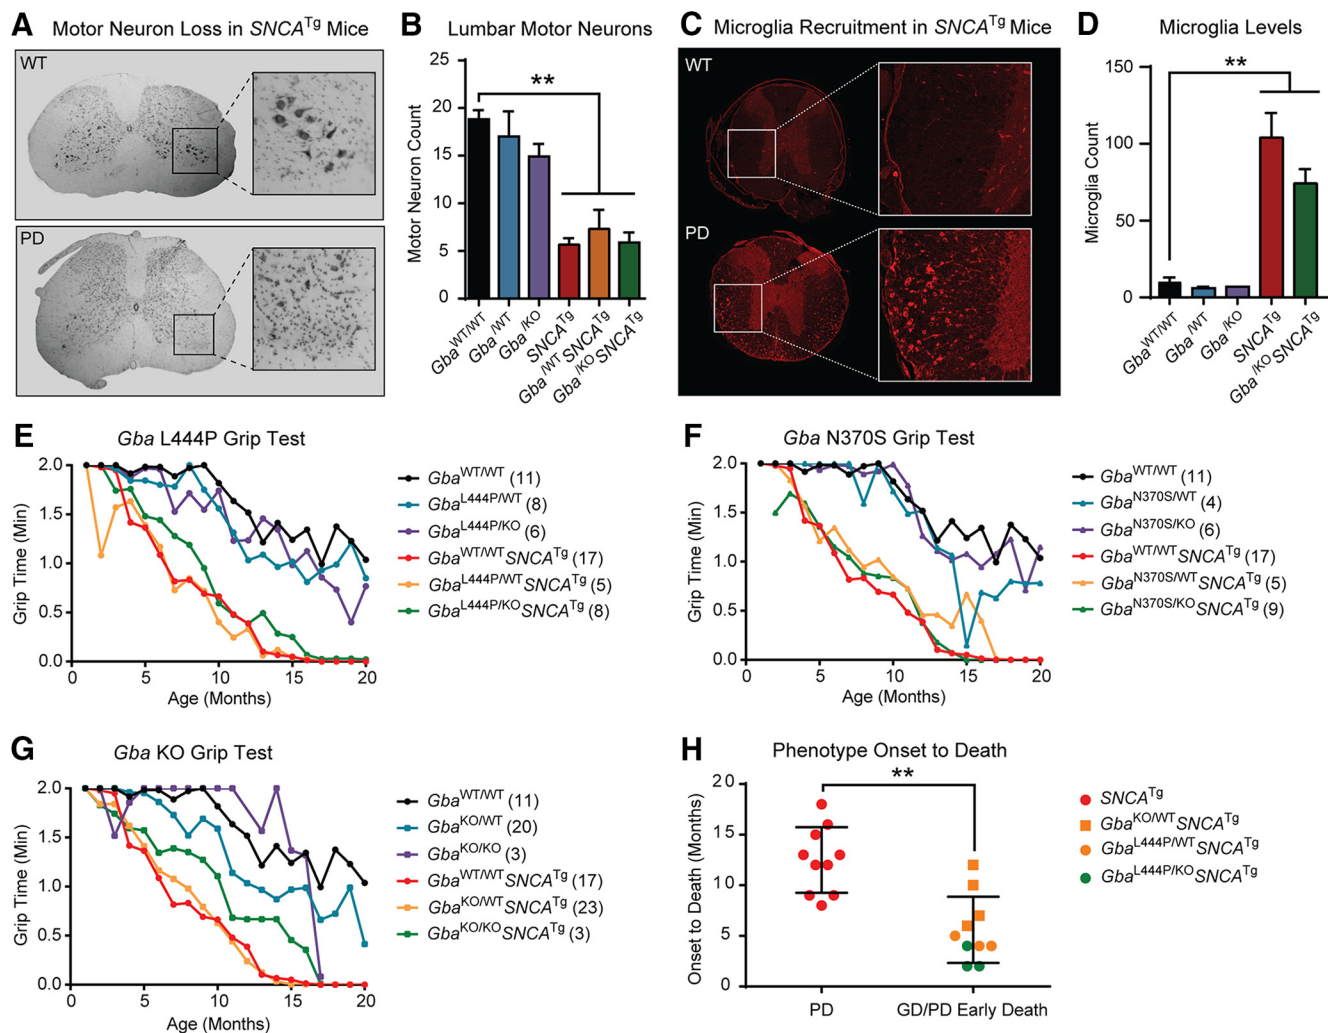 A Motor Neuron Loss in SNCATg Mice
WT
PD
B Lumbar Motor Neurons
Motor Neuron Count
25
20
15
10
5
0
GbaWT/WT
Gba/WT
Gba/KO
SNCATg
Gba/WT SNCATg
Gba/KO SNCATg
**
C Microglia Recruitment in SNCATg Mice
WT
PD
D Microglia Levels
Microglia Count
150
100
50
0
GbaWT/WT
Gba/WT
Gba/KO
SNCATg
Gba/KO SNCATg
**
E Gba L444P Grip Test
Grip Time (Min)
2.0
1.5
1.0
0.5
0.0
0 5 10 15 20
Age (Months)
GbaWT/WT (11)
GbaL444P/WT (8)
GbaL444P/KO (6)
GbaWT/WT SNCATg (17)
GbaL444P/WT SNCATg (5)
GbaL444P/KO SNCATg (8)
F Gba N370S Grip Test
Grip Time (Min)
2.0
1.5
1.0
0.5
0.0
0 5 10 15 20
Age (Months)
GbaWT/WT (11)
GbaN370S/WT (4)
GbaN370S/KO (6)
GbaWT/WT SNCATg (17)
GbaN370S/WT SNCATg (5)
GbaN370S/KO SNCATg (9)
G Gba KO Grip Test
Grip Time (Min)
2.0
1.5
1.0
0.5
0.0
0 5 10 15 20
Age (Months)
GbaWT/WT (11)
GbaKO/WT (20)
GbaKO/KO (3)
GbaWT/WT SNCATg (17)
GbaKO/WT SNCATg (23)
GbaKO/KO SNCATg (3)
H Phenotype Onset to Death
Onset to Death (Months)
20
15
10
5
0
**
PD GD/PD Early Death
SNCATg
GbaKO/WT SNCATg
GbaL444P/WT SNCATg
GbaL444P/KO SNCATg